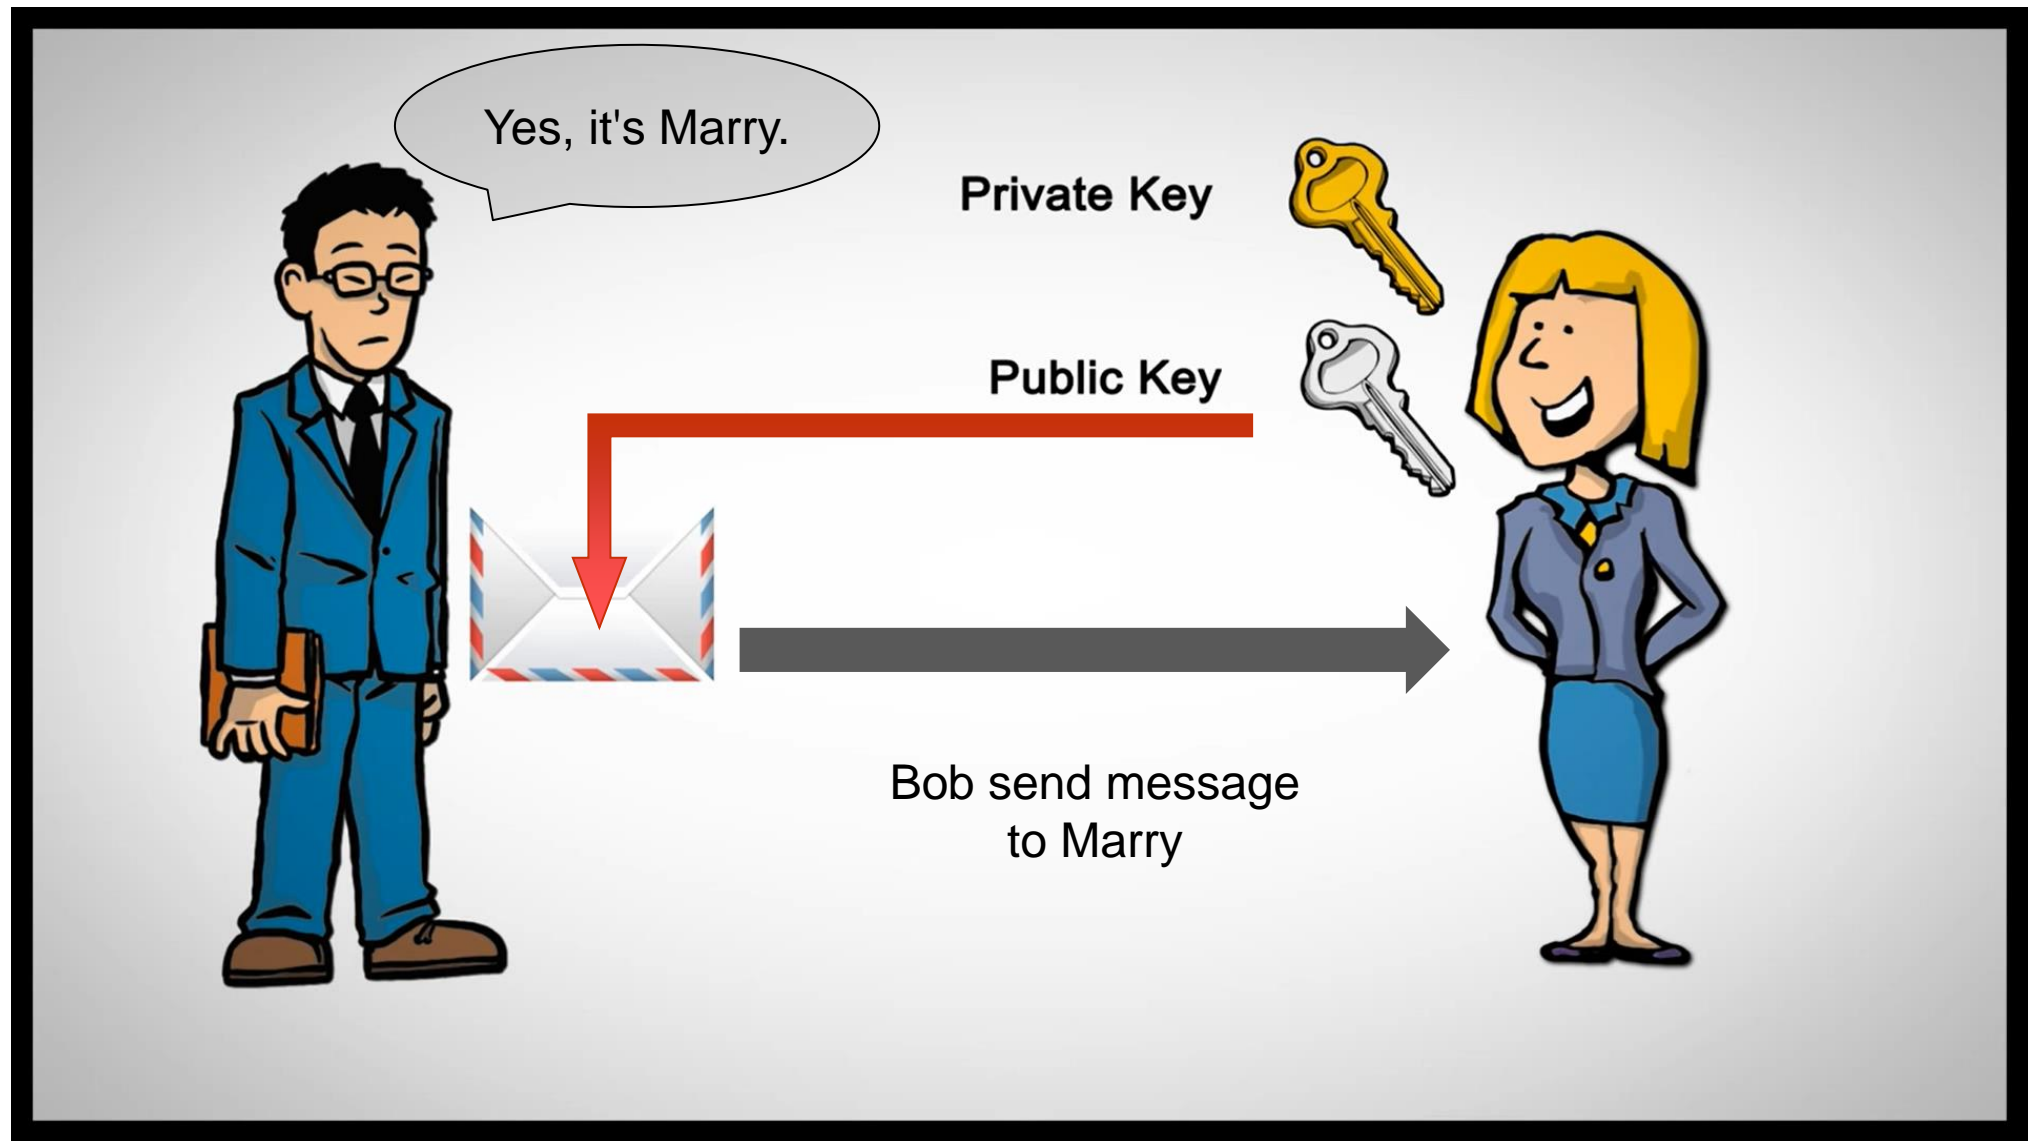 Yes, it's Marry.
Private Key
Public Key
Bob send message
to Marry